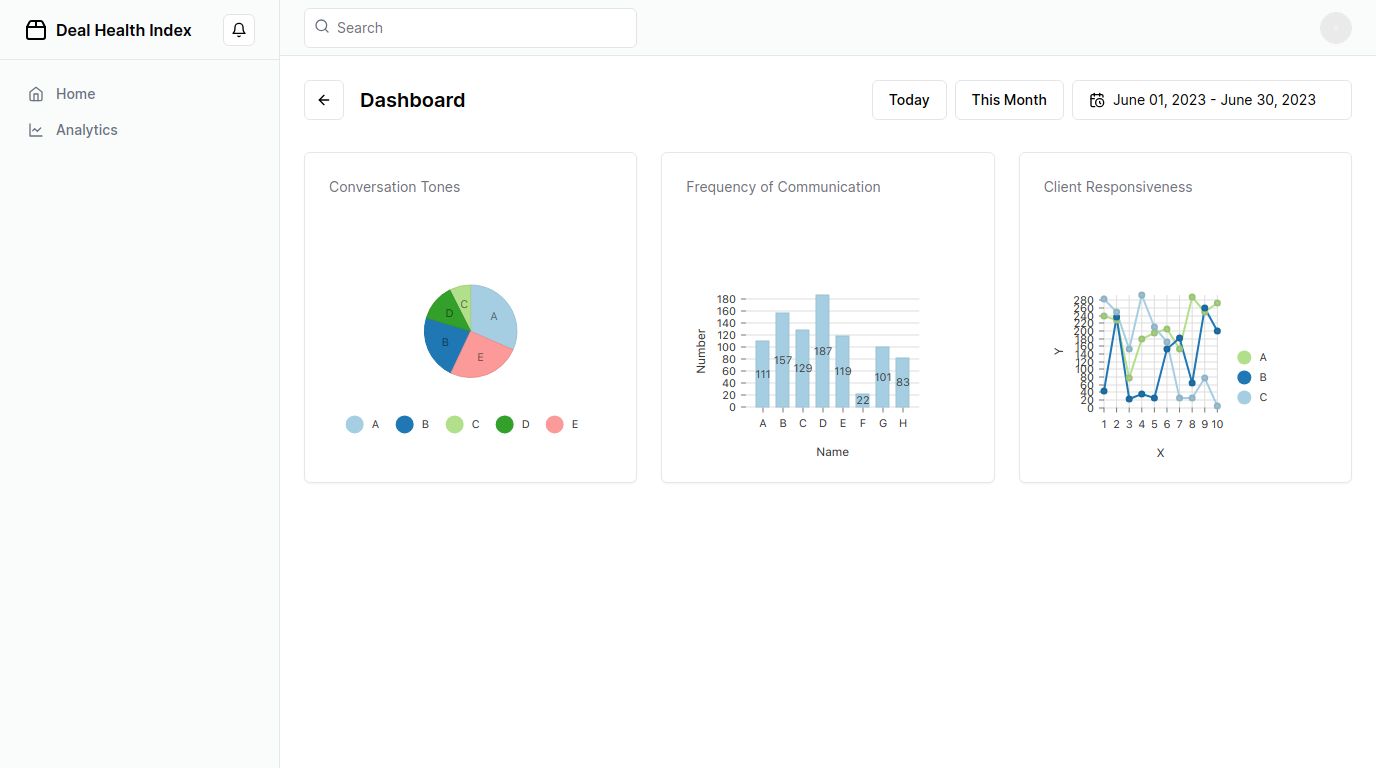 Deal Health Index
Search
Home
Analytics
Dashboard
Today
This Month
June 01, 2023 - June 30, 2023
Conversation Tones
A
B
C
D
E
A B C D E
Frequency of Communication
Number
180
160
140
120
100
80
60
40
20
0
111 157 129 187 119 22 101 83
A B C D E F G H
Name
Client Responsiveness
Y
280
260
240
220
200
180
160
140
120
100
80
60
40
20
0
1 2 3 4 5 6 7 8 9 10
X
A
B
C